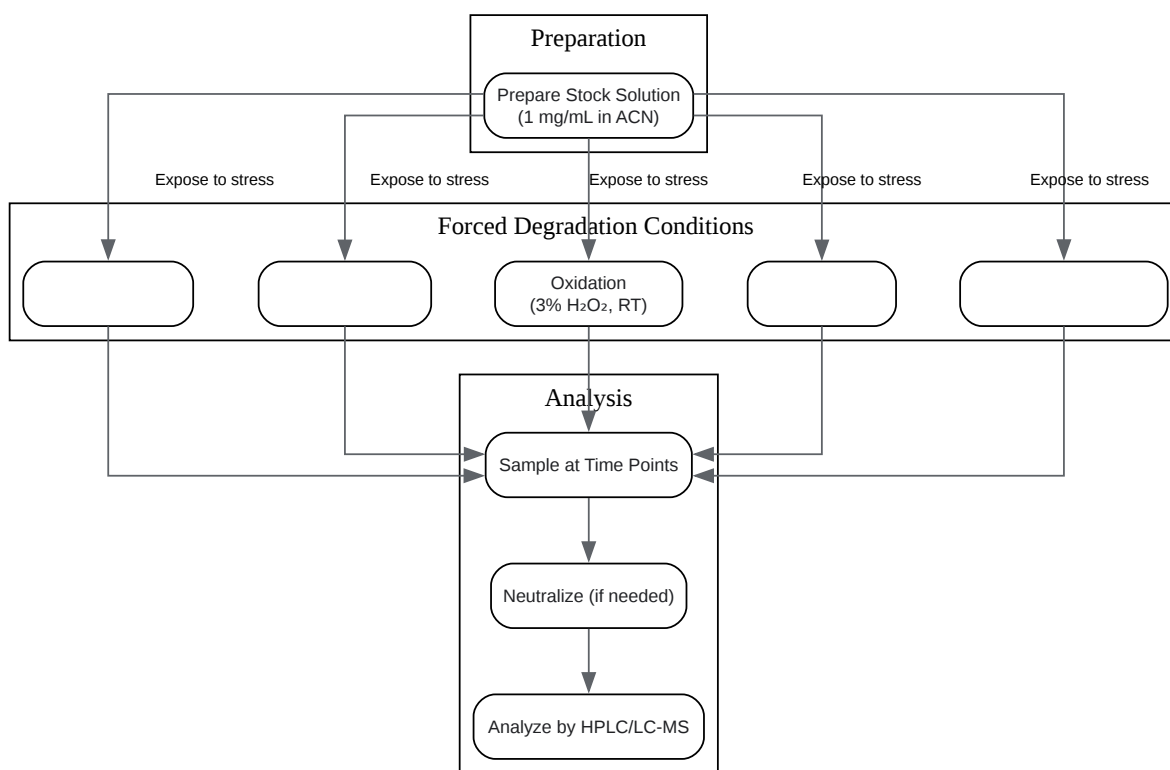 Preparation
Prepare Stock Solution
(1 mg/mL in ACN)
Expose to stress
Expose to stress
Expose to stress
Expose to stress
Expose to stress
Forced Degradation Conditions
Oxidation
(3% H₂O₂, RT)
Analysis
Sample at Time Points
Neutralize (if needed)
Analyze by HPLC/LC-MS